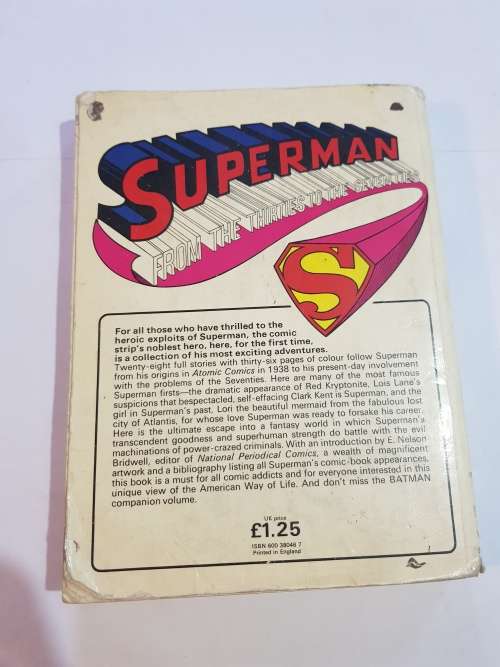 SUPERMAN
FROM THE THIRTIES TO THE SEVENTIES
S
For all those who have thrilled to the
heroic exploits of Superman, the comic
strip's noblest hero, here, for the first time,
is a collection of his most exciting adventures.
Twenty-eight full stories with thirty-six pages of colour follow Superman
from his origins in Atomic Comics in 1938 to his present-day involvement
with the problems of the Seventies. Here are many of the most famous
Superman firsts—the dramatic appearance of Red Kryptonite, Lois Lane's
suspicions that bespectacled, self-effacing Clark Kent is Superman, and the
girl in Superman's past, Lori the beautiful mermaid from the fabulous lost
city of Atlantis, for whose love Superman was ready to forsake his career.
Here is the ultimate escape into a fantasy world in which Superman's
transcendent goodness and superhuman strength do battle with the evil
machinations of power-crazed criminals. With an introduction by E. Nelson
Bridwell, editor of National Periodical Comics, a wealth of magnificent
artwork and a bibliography listing all Superman's comic-book appearances,
this book is a must for all comic addicts and for everyone interested in this
unique view of the American Way of Life. And don't miss the BATMAN
companion volume.
UK price
£1.25
ISBN 600 38046 7
Printed in England